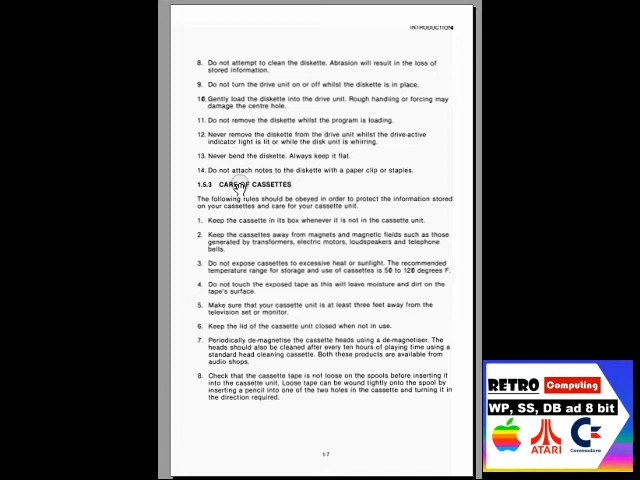 INTRODUCTION
8. Do not attempt to clean the diskette. Abrasion will result in the loss of
stored information.
9. Do not turn the drive unit on or off whilst the diskette is in place.
10. Gently load the diskette into the drive unit. Rough handling or forcing may
damage the centre hole.
11. Do not remove the diskette whilst the program is loading.
12. Never remove the diskette from the drive unit whilst the drive-active
indicator light is lit or while the disk unit is whirring.
13. Never bend the diskette. Always keep it flat.
14. Do not attach notes to the diskette with a paper clip or staples.
1.5.3 CARE OF CASSETTES
The following rules should be obeyed in order to protect the information stored
on your cassettes and care for your cassette unit.
1. Keep the cassette in its box whenever it is not in the cassette unit.
2. Keep the cassettes away from magnets and magnetic fields such as those
generated by transformers, electric motors, loudspeakers and telephone
bells.
3. Do not expose cassettes to excessive heat or sunlight. The recommended
temperature range for storage and use of cassettes is 50 to 120 degrees F.
4. Do not touch the exposed tape as this will leave moisture and dirt on the
tape's surface.
5. Make sure that your cassette unit is at least three feet away from the
television set or monitor.
6. Keep the lid of the cassette unit closed when not in use.
7. Periodically de-magnetise the cassette heads using a de-magnetiser. The
heads should also be cleaned after every ten hours of playing time using a
standard head cleaning cassette. Both these products are available from
audio shops.
8. Check that the cassette tape is not loose on the spools before inserting it
into the cassette unit. Loose tape can be wound tightly onto the spool by
inserting a pencil into one of the two holes in the cassette and turning it in
the direction required.
1-7
RETRO Computing
WP, SS, DB ad 8 bit
ATARI
Commodore